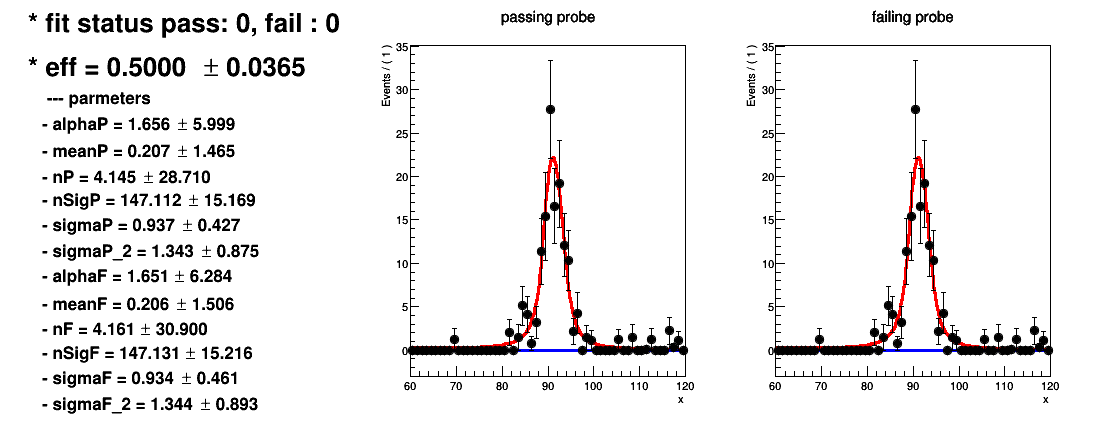 * fit status pass: 0, fail : 0
* eff = 0.5000 ± 0.0365
--- parmeters
- alphaP = 1.656 ± 5.999
- meanP = 0.207 ± 1.465
- nP = 4.145 ± 28.710
- nSigP = 147.112 ± 15.169
- sigmaP = 0.937 ± 0.427
- sigmaP_2 = 1.343 ± 0.875
- alphaF = 1.651 ± 6.284
- meanF = 0.206 ± 1.506
- nF = 4.161 ± 30.900
- nSigF = 147.131 ± 15.216
- sigmaF = 0.934 ± 0.461
- sigmaF_2 = 1.344 ± 0.893
passing probe
Events / ( 1 )
35
30
25
20
15
10
5
0
60 70 80 90 100 110 120
x
failing probe
Events / ( 1 )
35
30
25
20
15
10
5
0
60 70 80 90 100 110 120
x